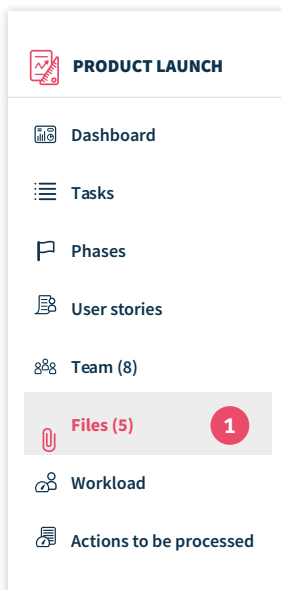 PRODUCT LAUNCH
Dashboard
Tasks
Phases
User stories
Team (8)
Files (5) 1
Workload
Actions to be processed